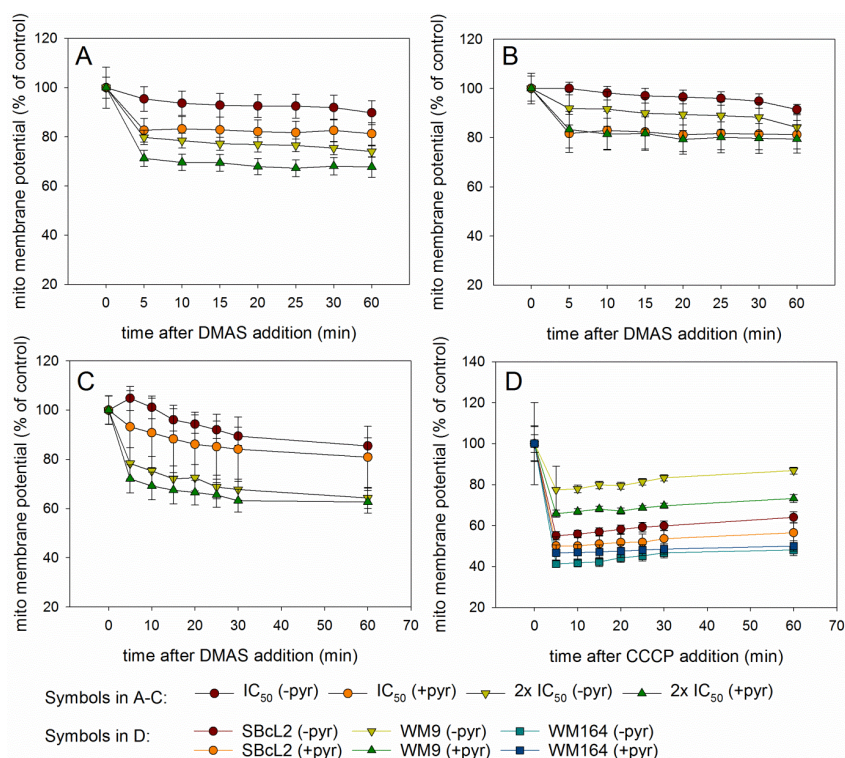 A
mito membrane potential (% of control)
120
100
80
60
40
20
0 5 10 15 20 25 30 60
time after DMAS addition (min)
B
mito membrane potential (% of control)
120
100
80
60
40
20
0 5 10 15 20 25 30 60
time after DMAS addition (min)
C
mito membrane potential (% of control)
120
100
80
60
40
20
0 10 20 30 40 50 60 70
time after DMAS addition (min)
D
mito membrane potential (% of control)
140
120
100
80
60
40
20
0 10 20 30 40 50 60 70
time after CCCP addition (min)
Symbols in A-C: IC50 (-pyr) IC50 (+pyr) 2x IC50 (-pyr) 2x IC50 (+pyr)
Symbols in D: SBcL2 (-pyr) WM9 (-pyr) WM164 (-pyr)
SBcL2 (+pyr) WM9 (+pyr) WM164 (+pyr)